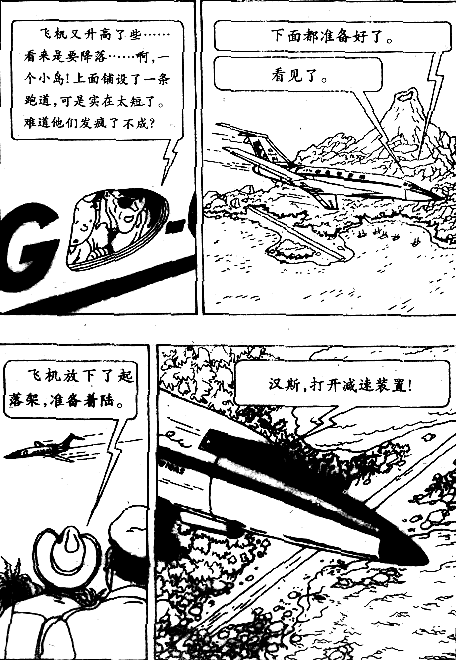 飞机又升高了些……
看来是要降落……啊,一
个小岛!上面铺设了一条
跑道,可是实在太短了。
难道他们发疯了不成?
下面都准备好了。
看见了。
G
飞机放下了起
落架,准备着陆。
汉斯,打开减速装置!